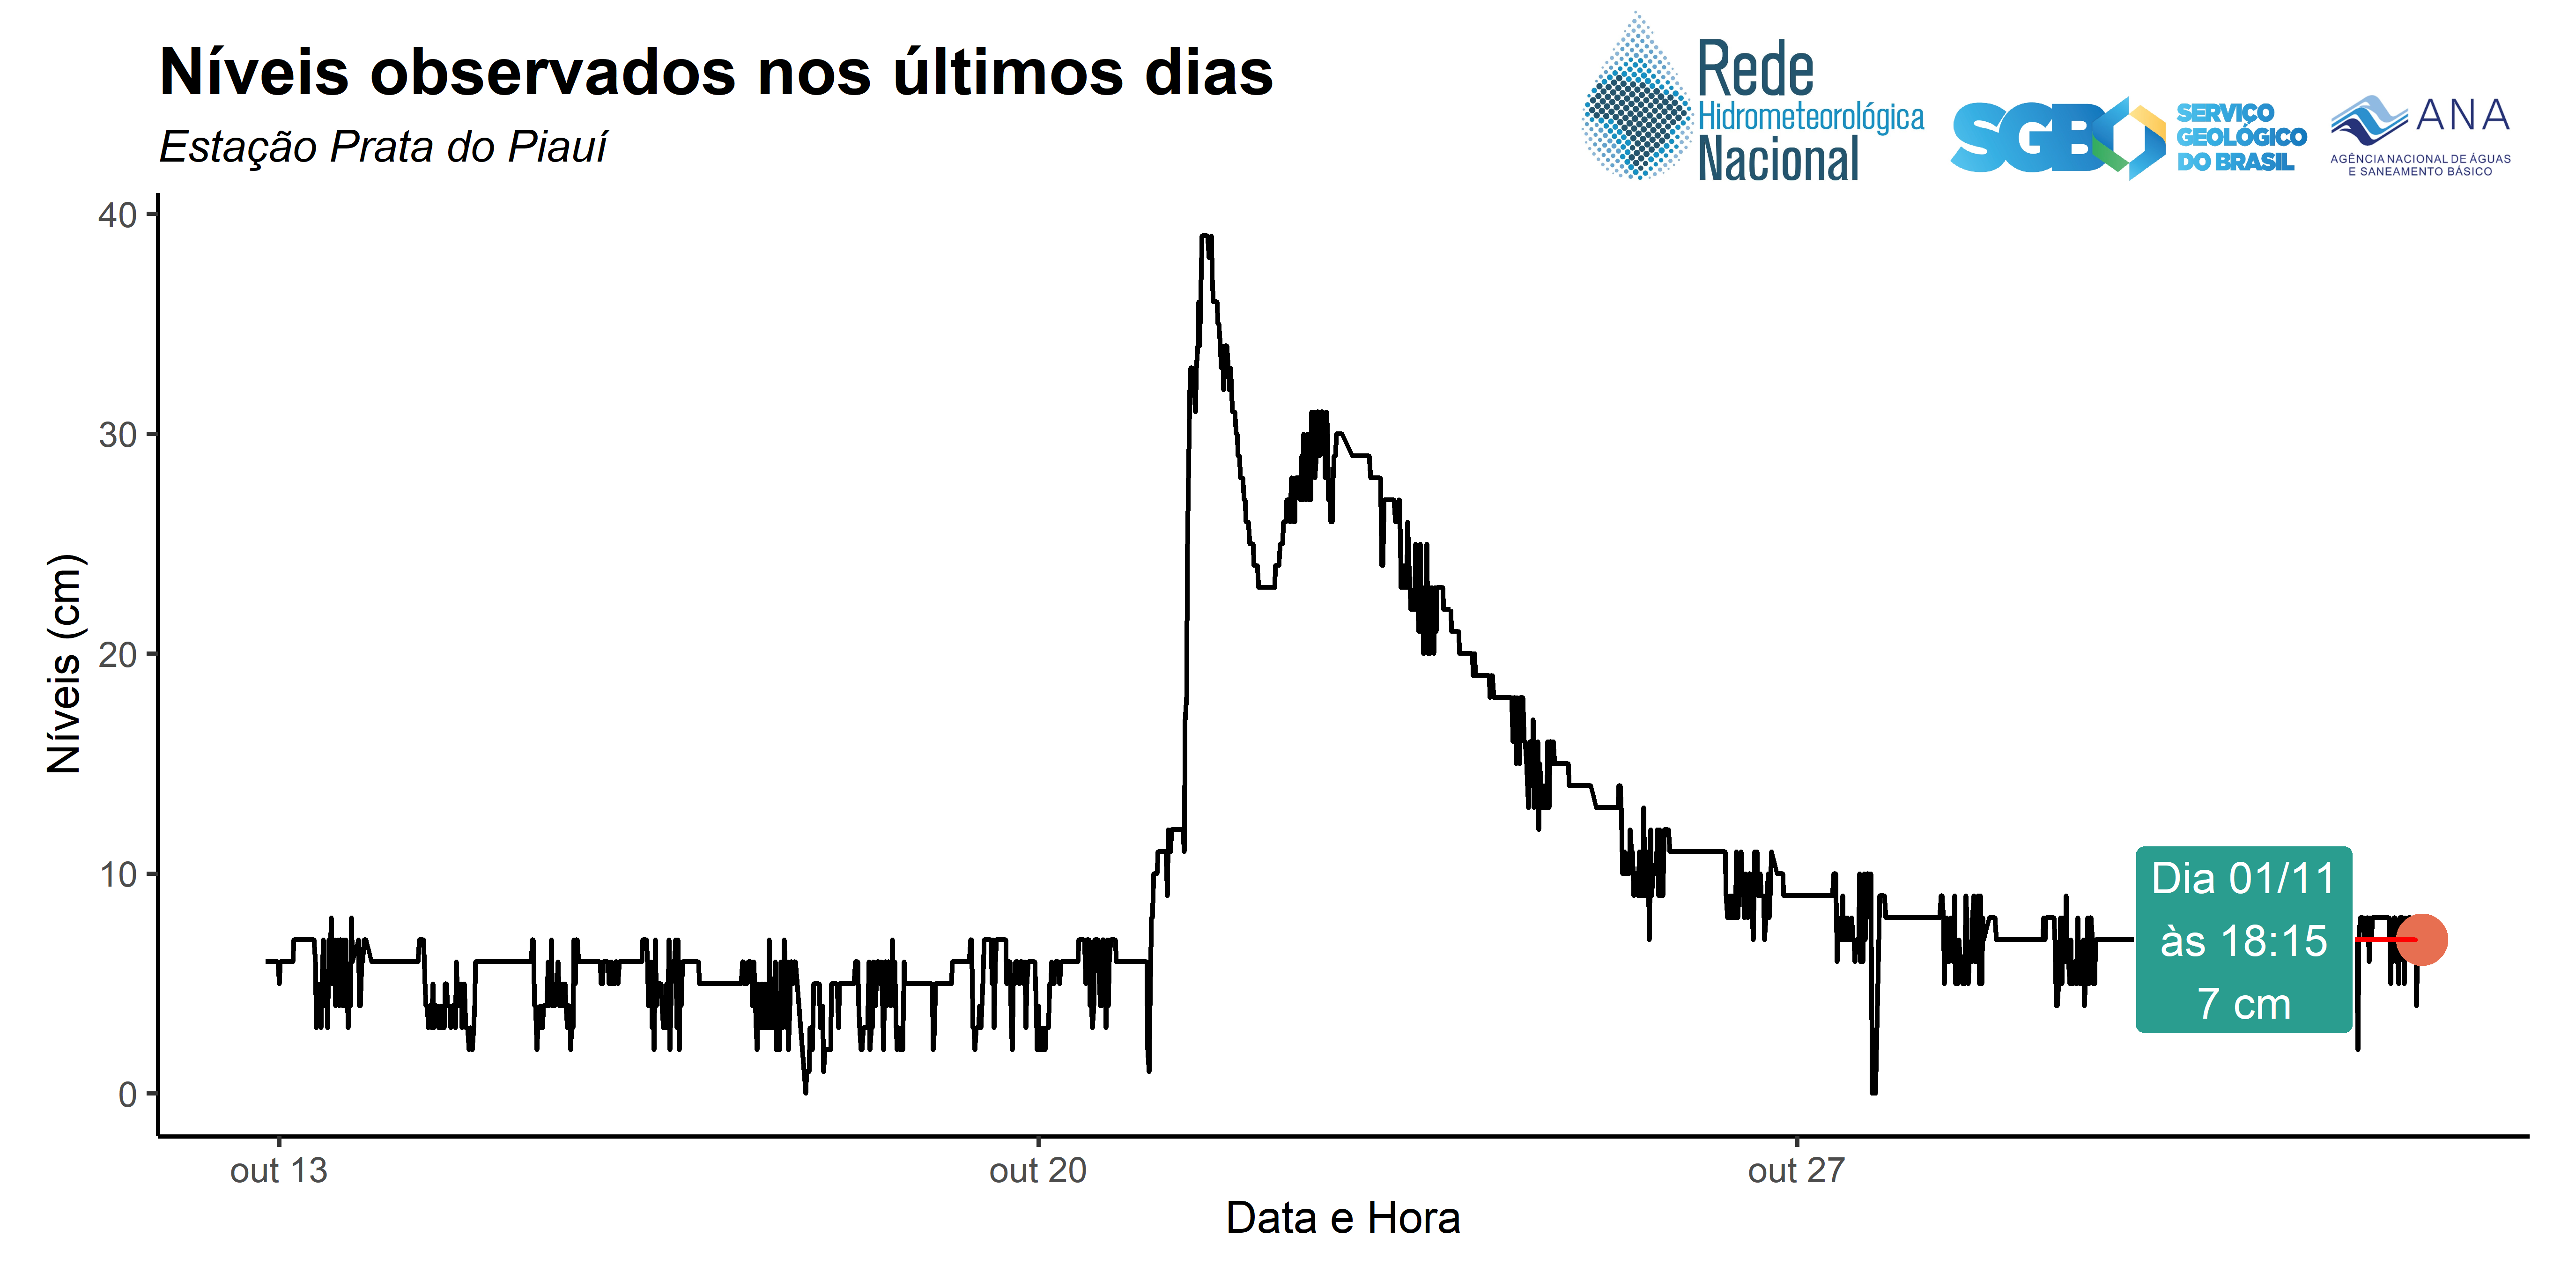 Níveis observados nos últimos dias
Estação Prata do Piauí
Rede
Hidrometeorológica
Nacional
SGB
SERVIÇO
GEOLÓGICO
DO BRASIL
ANA
AGÊNCIA NACIONAL DE ÁGUAS
E SANEAMENTO BÁSICO
Níveis (cm)
40
30
20
10
0
Dia 01/11
às 18:15
7 cm
out 13
out 20
out 27
Data e Hora